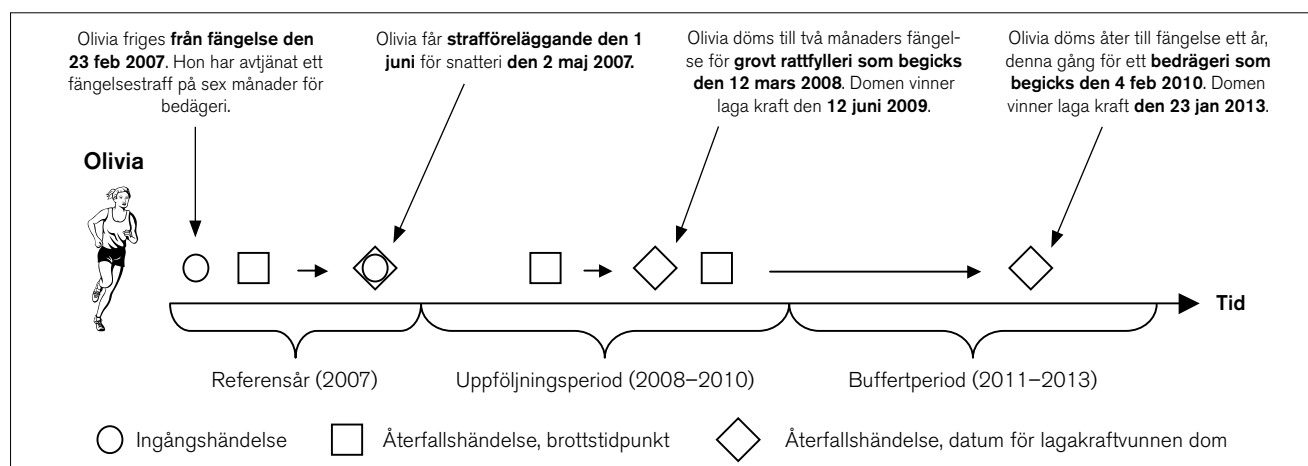 Olivia friges från fängelse den
23 feb 2007. Hon har avtjänat ett
fängelsestraff på sex månader för
bedägeri.
Olivia får strafföreläggande den 1
juni för snatteri den 2 maj 2007.
Olivia döms till två månaders fängel-
se för grovt rattfylleri som begicks
den 12 mars 2008. Domen vinner
laga kraft den 12 juni 2009.
Olivia döms åter till fängelse ett år,
denna gång för ett bedrägeri som
begicks den 4 feb 2010. Domen
vinner laga kraft den 23 jan 2013.
Olivia
Tid
Referensår (2007)
Uppföljningsperiod (2008–2010)
Buffertperiod (2011–2013)
Ingångshändelse
Återfallshändelse, brottstidpunkt
Återfallshändelse, datum för lagakraftvunnen dom